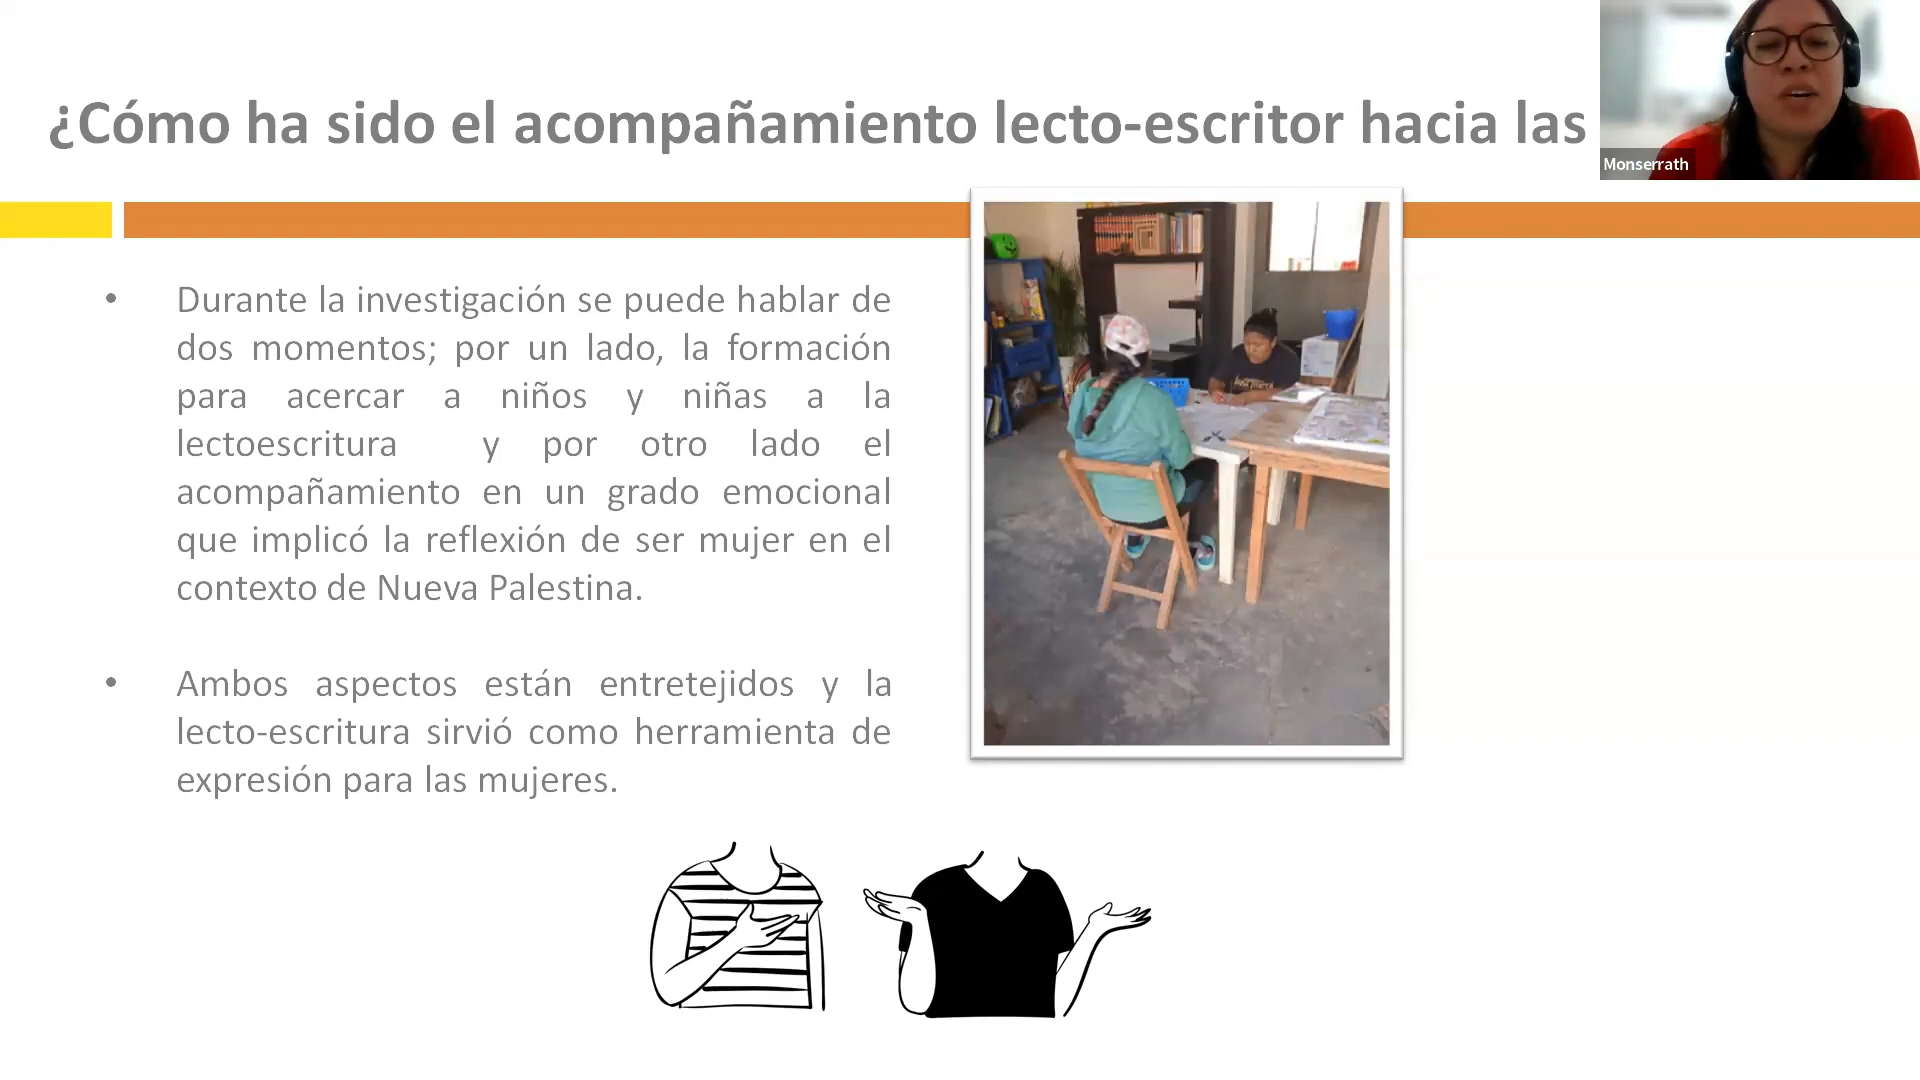 ¿Cómo ha sido el acompañamiento lecto-escritor hacia las
Monserrath
• Durante la investigación se puede hablar de
dos momentos; por un lado, la formación
para acercar a niños y niñas a la
lectoescritura y por otro lado el
acompañamiento en un grado emocional
que implicó la reflexión de ser mujer en el
contexto de Nueva Palestina.
• Ambos aspectos están entretejidos y la
lecto-escritura sirvió como herramienta de
expresión para las mujeres.